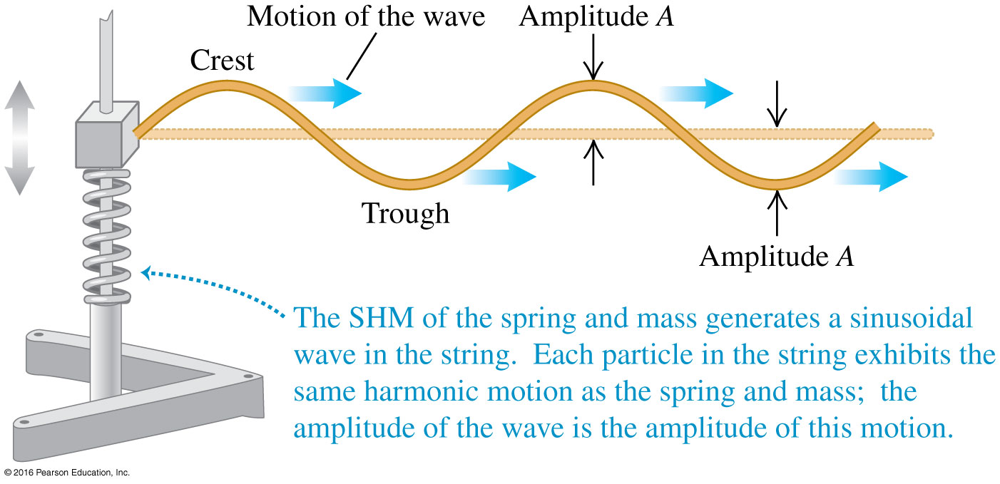 Motion of the wave
Amplitude A
Crest
Trough
Amplitude A
The SHM of the spring and mass generates a sinusoidal
wave in the string. Each particle in the string exhibits the
same harmonic motion as the spring and mass; the
amplitude of the wave is the amplitude of this motion.
© 2016 Pearson Education, Inc.